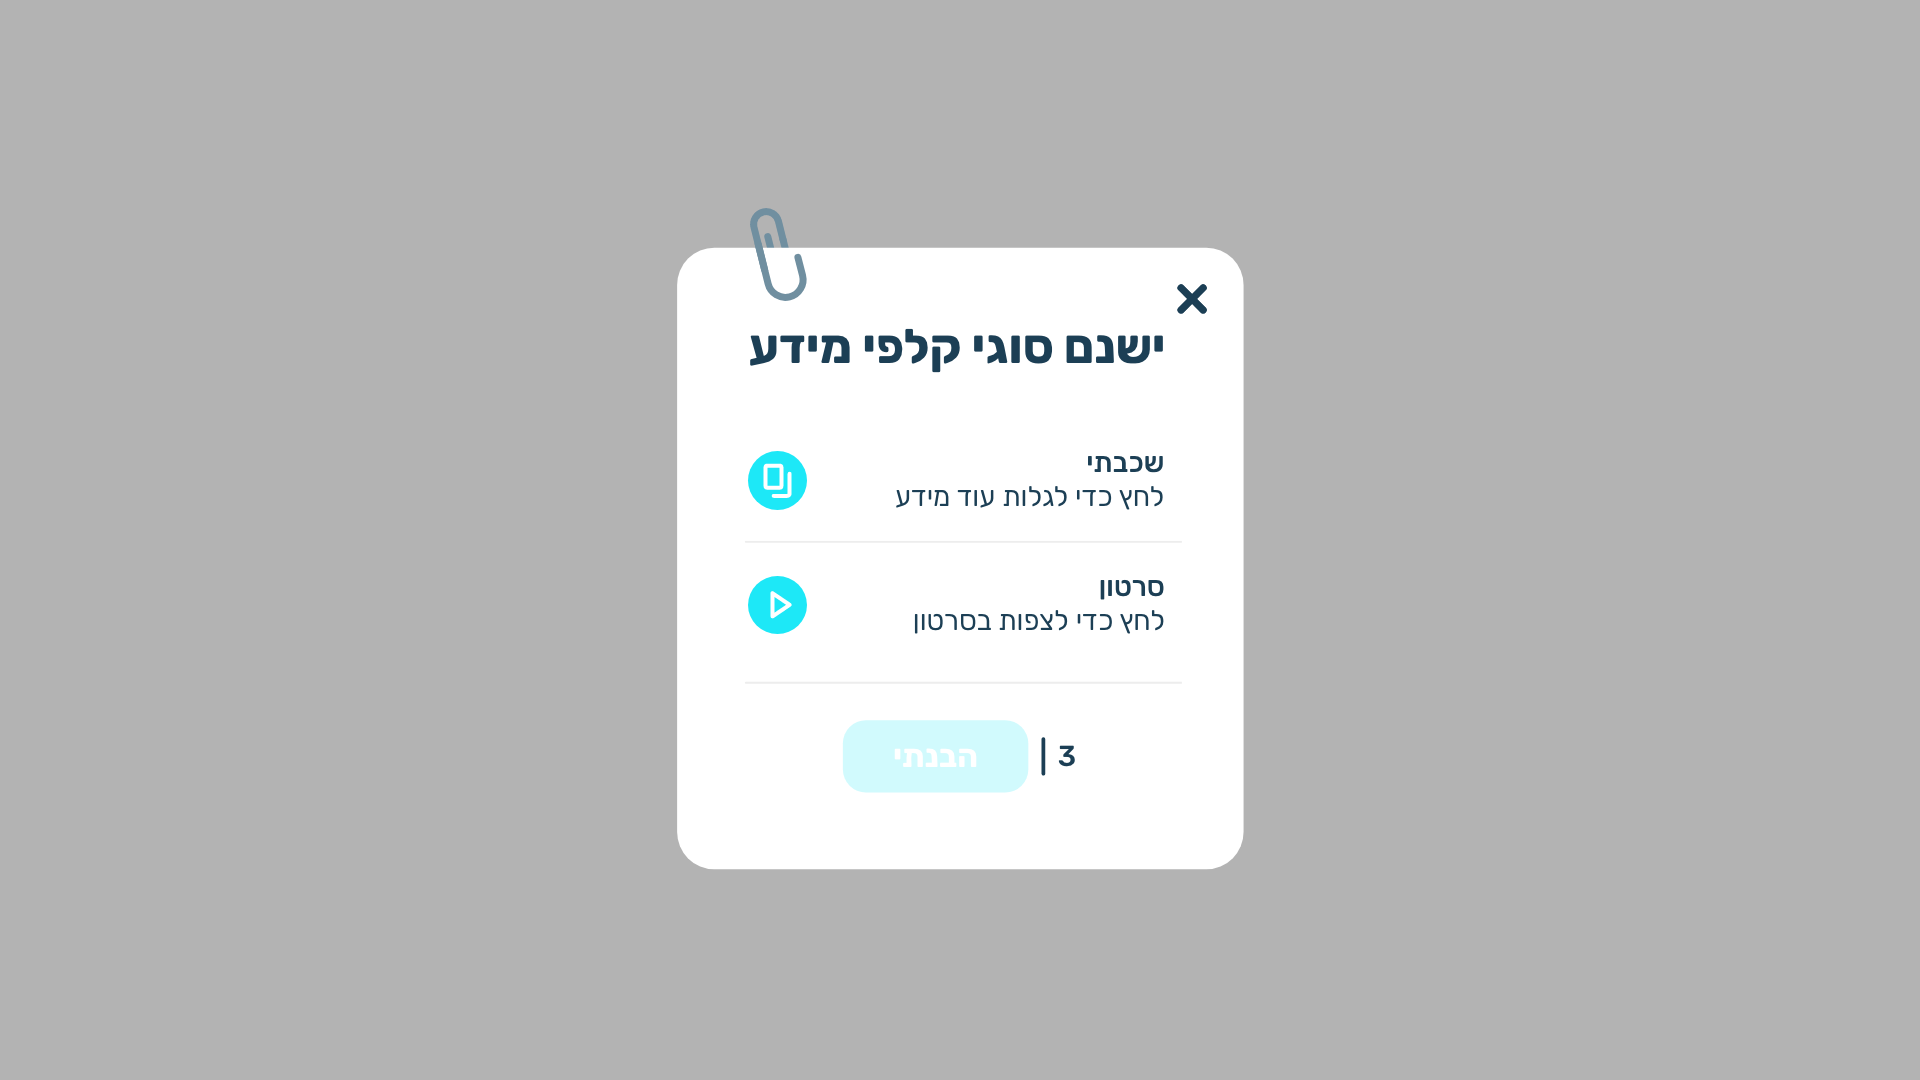 ישנם סוגי קלפי מידע
שכבתי
לחץ כדי לגלות עוד מידע
סרטון
לחץ כדי לצפות בסרטון
3 | הבנתי